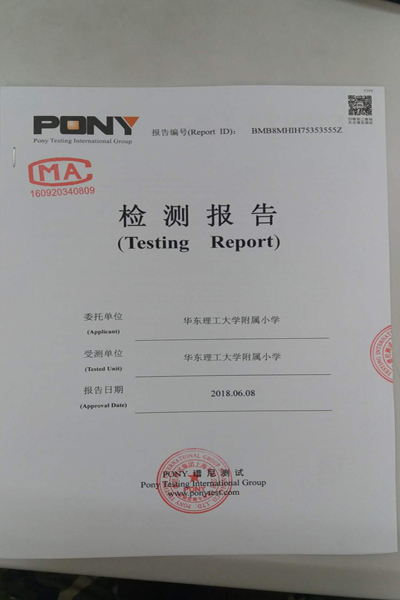 PONY
Pony Testing International Group
报告编号(Report ID): BMB8MHIH75353555Z
MA
160920340809
检测报告
(Testing Report)
委托单位 华东理工大学附属小学
(Applicant)
受测单位 华东理工大学附属小学
(Tested Unit)
报告日期 2018.06.08
(Approval Date)
PONY 谱尼测试
Pony Testing International Group
www.ponytest.com